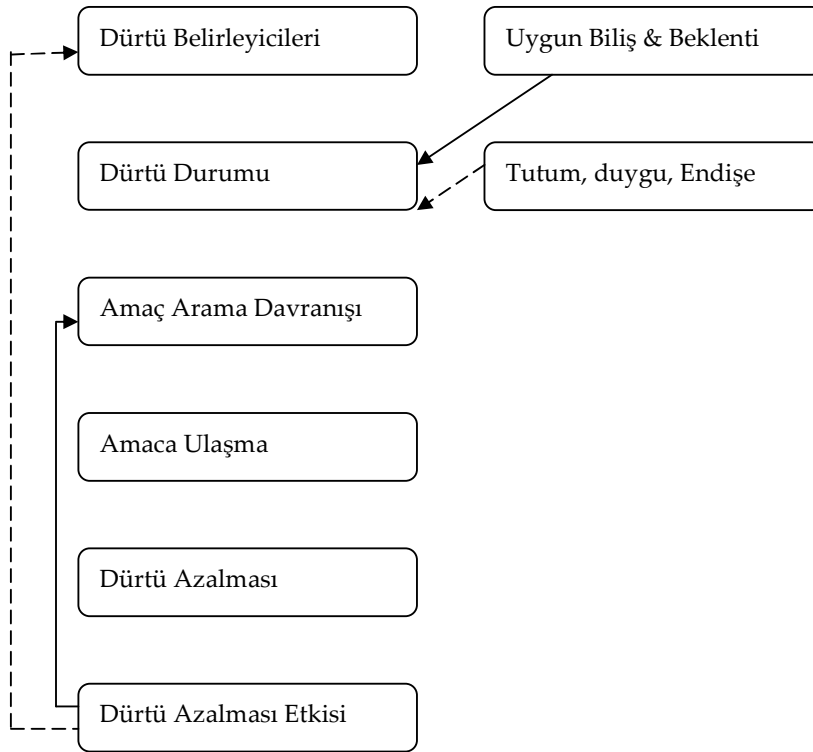 Dürtü Belirleyicileri
Uygun Biliş & Beklenti
Dürtü Durumu
Tutum, duygu, Endişe
Amaç Arama Davranışı
Amaca Ulaşma
Dürtü Azalması
Dürtü Azalması Etkisi